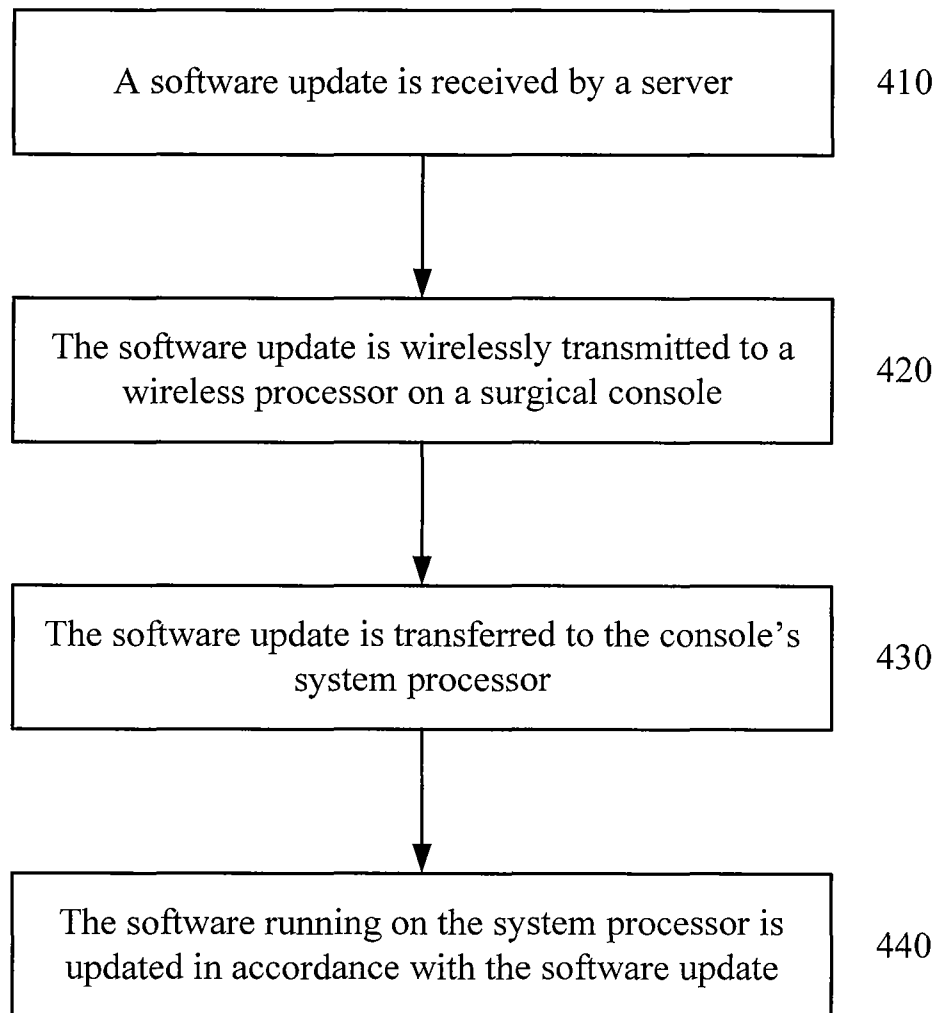 A software update is received by a server
410
The software update is wirelessly transmitted to a
wireless processor on a surgical console
420
The software update is transferred to the console’s
system processor
430
The software running on the system processor is
updated in accordance with the software update
440